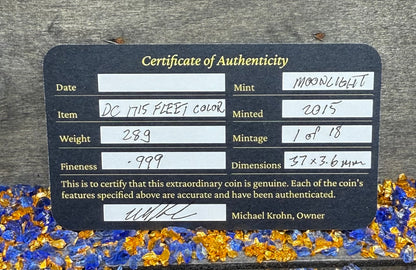 Certificate of Authenticity
Date Mint MOONLIGHT
Item DC 1715 FLEET COLOR Minted 2015
Weight 28g Mintage 1 of 18
Fineness .999 Dimensions 37 x 3.6 mm
This is to certify that this extraordinary coin is genuine. Each of the coin's
features specified above are accurate and have been authenticated.
Michael Krohn, Owner